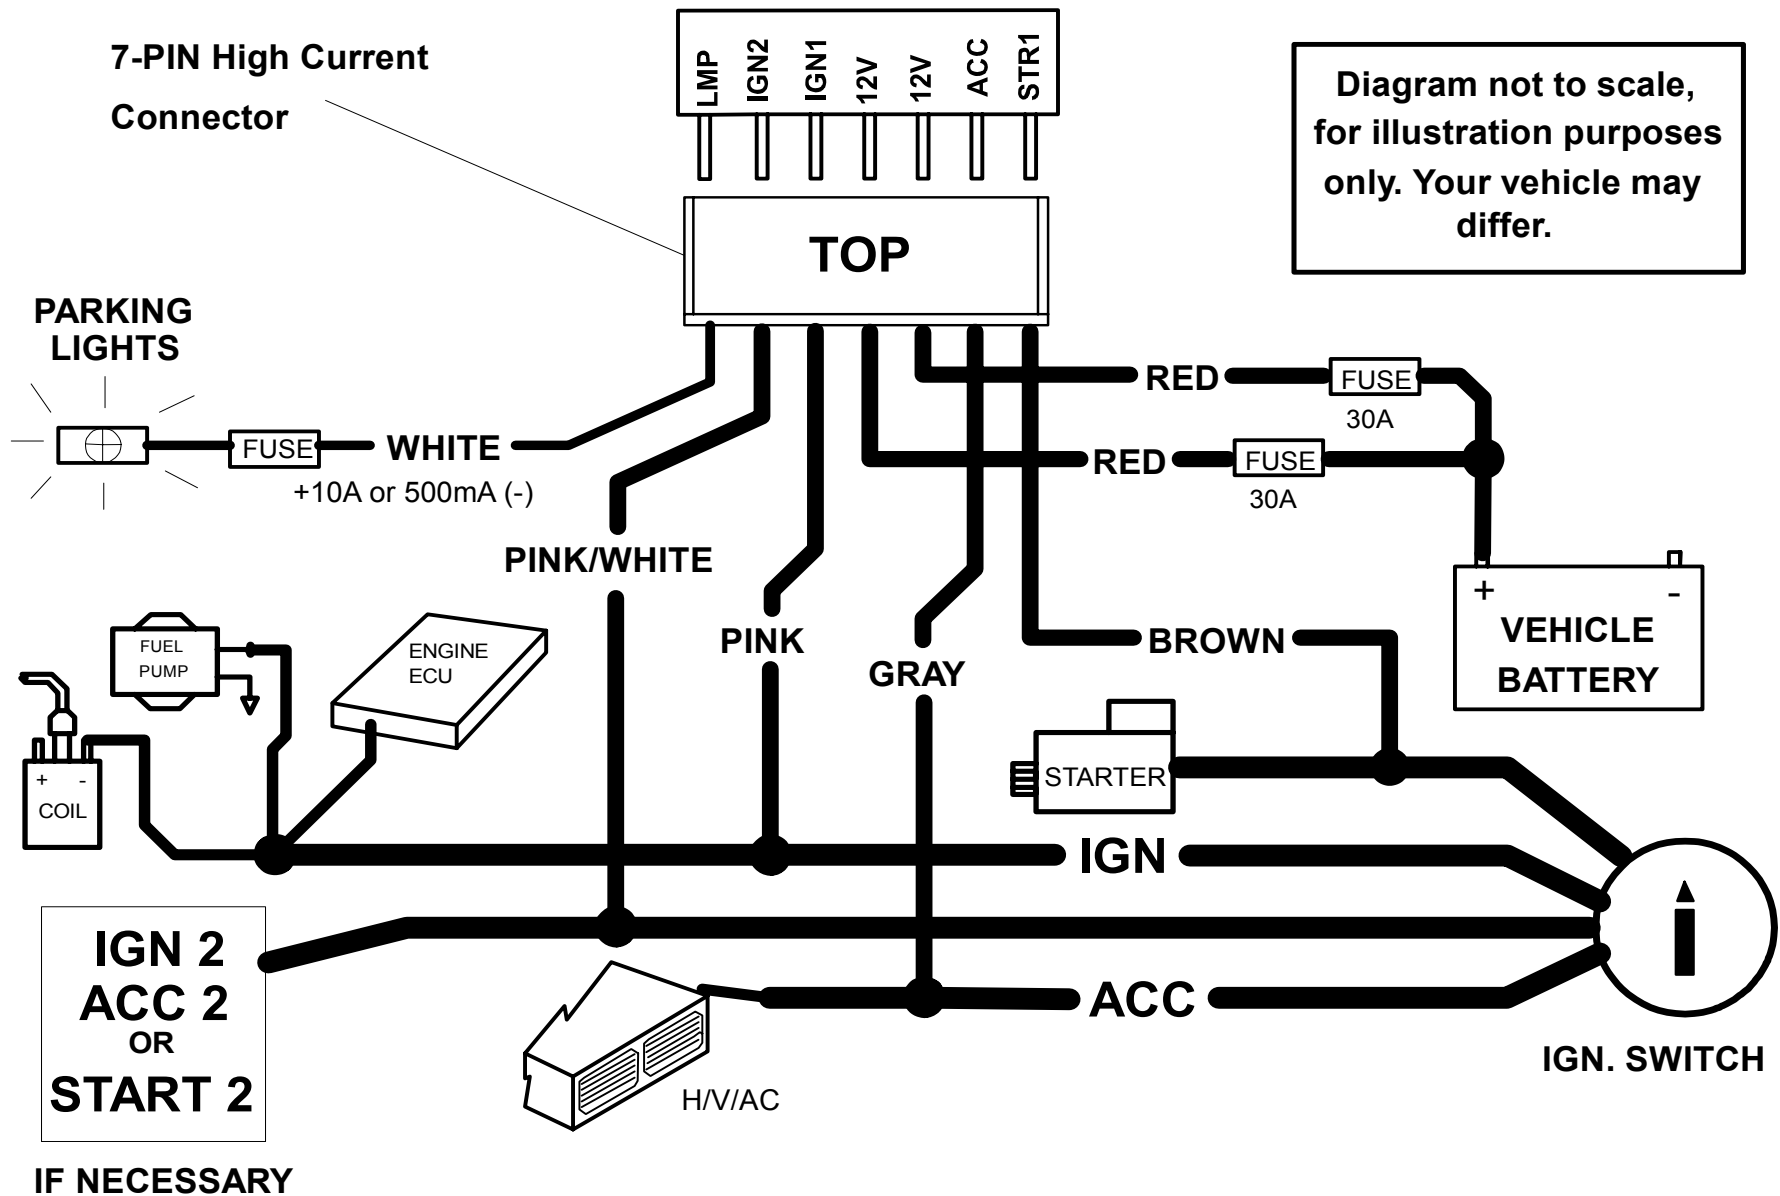 7-PIN High Current
Connector
LMP
IGN2
IGN1
12V
12V
ACC
STR1
Diagram not to scale,
for illustration purposes
only. Your vehicle may
differ.
TOP
PARKING
LIGHTS
FUSE
WHITE
+10A or 500mA (-)
RED
FUSE
30A
RED
FUSE
30A
PINK/WHITE
PINK
GRAY
BROWN
+
-
VEHICLE
BATTERY
FUEL
PUMP
ENGINE
ECU
+
-
COIL
STARTER
IGN
IGN 2
ACC 2
OR
START 2
IF NECESSARY
ACC
H/V/AC
IGN. SWITCH